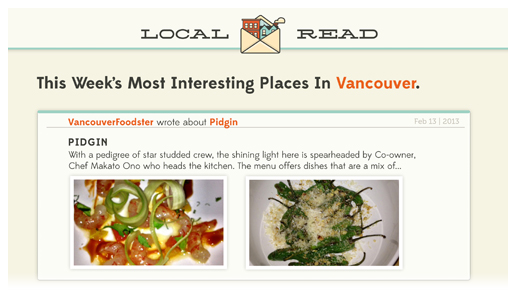 LOCAL READ
This Week's Most Interesting Places In Vancouver.
VancouverFoodster wrote about Pidgin Feb 13 | 2013
PIDGIN
With a pedigree of star studded crew, the shining light here is spearheaded by Co-owner,
Chef Makato Ono who heads the kitchen. The menu offers dishes that are a mix of...